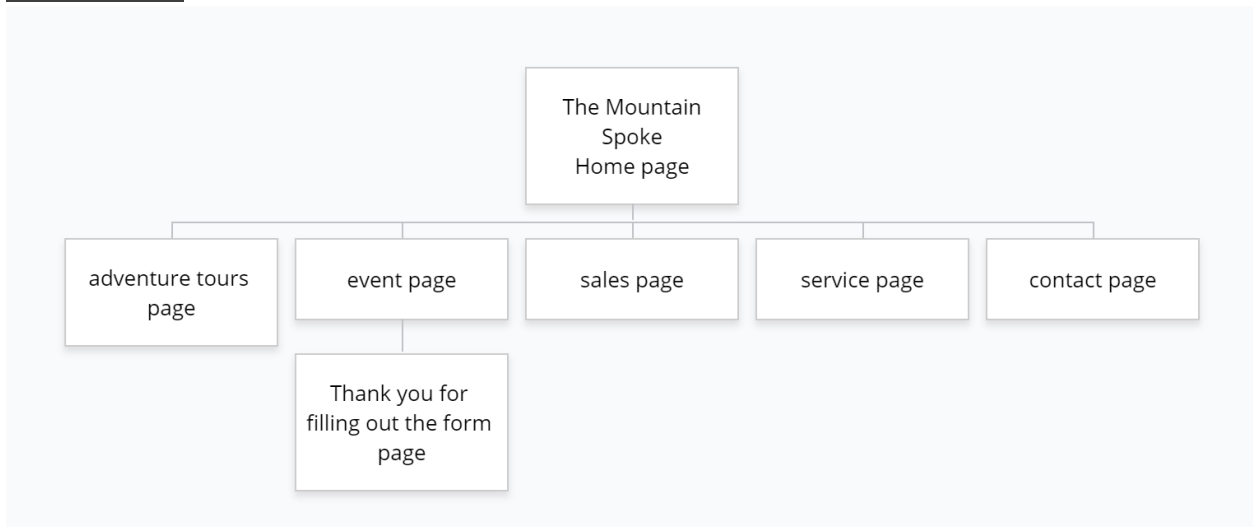 The Mountain
Spoke
Home page
adventure tours
page
event page
sales page
service page
contact page
Thank you for
filling out the form
page